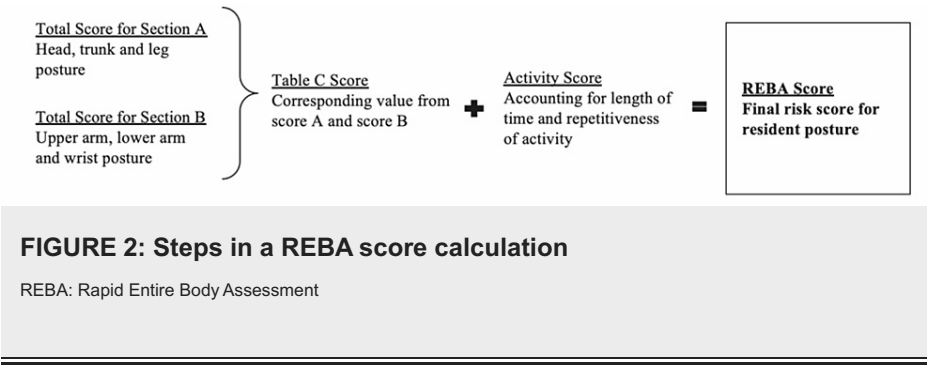 Total Score for Section A
Head, trunk and leg
posture
Total Score for Section B
Upper arm, lower arm
and wrist posture
Table C Score
Corresponding value from
score A and score B
+
Activity Score
Accounting for length of
time and repetitiveness
of activity
=
REBA Score
Final risk score for
resident posture
FIGURE 2: Steps in a REBA score calculation
REBA: Rapid Entire Body Assessment